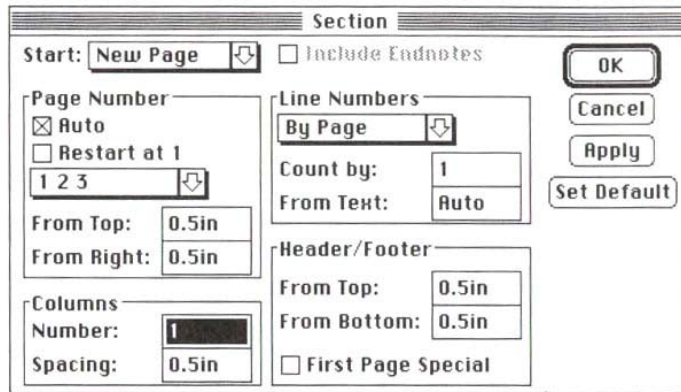 Section
Start: New Page
Include Endnotes
OK
Cancel
Apply
Set Default
Page Number
Auto
Restart at 1
1 2 3
From Top: 0.5in
From Right: 0.5in
Line Numbers
By Page
Count by: 1
From Text: Auto
Columns
Number: 1
Spacing: 0.5in
Header/Footer
From Top: 0.5in
From Bottom: 0.5in
First Page Special